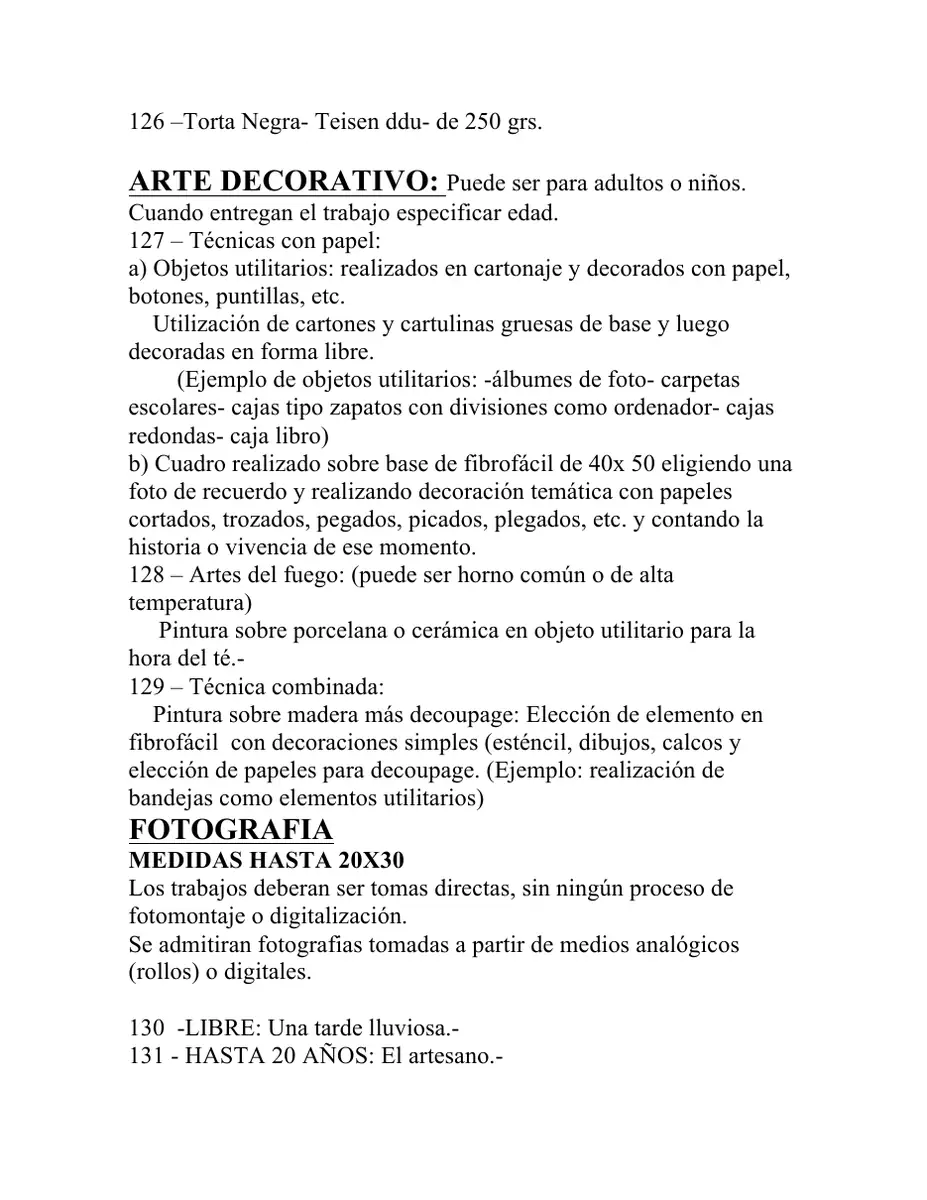 126 –Torta Negra- Teisen ddu- de 250 grs.
ARTE DECORATIVO: Puede ser para adultos o niños.
Cuando entregan el trabajo especificar edad.
127 – Técnicas con papel:
a) Objetos utilitarios: realizados en cartonaje y decorados con papel,
botones, puntillas, etc.
Utilización de cartones y cartulinas gruesas de base y luego
decoradas en forma libre.
(Ejemplo de objetos utilitarios: -álbumes de foto- carpetas
escolares- cajas tipo zapatos con divisiones como ordenador- cajas
redondas- caja libro)
b) Cuadro realizado sobre base de fibrofácil de 40x 50 eligiendo una
foto de recuerdo y realizando decoración temática con papeles
cortados, trozados, pegados, picados, plegados, etc. y contando la
historia o vivencia de ese momento.
128 – Artes del fuego: (puede ser horno común o de alta
temperatura)
Pintura sobre porcelana o cerámica en objeto utilitario para la
hora del té.-
129 – Técnica combinada:
Pintura sobre madera más decoupage: Elección de elemento en
fibrofácil  con decoraciones simples (esténcil, dibujos, calcos y
elección de papeles para decoupage. (Ejemplo: realización de
bandejas como elementos utilitarios)
FOTOGRAFIA
MEDIDAS HASTA 20X30
Los trabajos deberan ser tomas directas, sin ningún proceso de
fotomontaje o digitalización.
Se admitiran fotografias tomadas a partir de medios analógicos
(rollos) o digitales.
130  -LIBRE: Una tarde lluviosa.-
131 - HASTA 20 AÑOS: El artesano.-